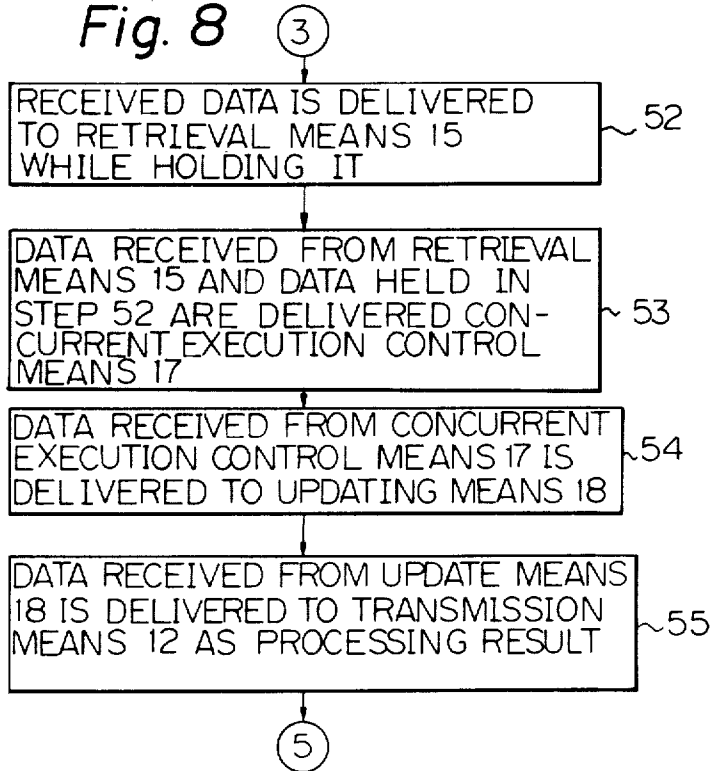 Fig. 8
3
RECEIVED DATA IS DELIVERED
TO RETRIEVAL MEANS 15
WHILE HOLDING IT
52
DATA RECEIVED FROM RETRIEVAL
MEANS 15 AND DATA HELD IN
STEP 52 ARE DELIVERED CON-
CURRENT EXECUTION CONTROL
MEANS 17
53
DATA RECEIVED FROM CONCURRENT
EXECUTION CONTROL MEANS 17 IS
DELIVERED TO UPDATING MEANS 18
54
DATA RECEIVED FROM UPDATE MEANS
18 IS DELIVERED TO TRANSMISSION
MEANS 12 AS PROCESSING RESULT
55
5